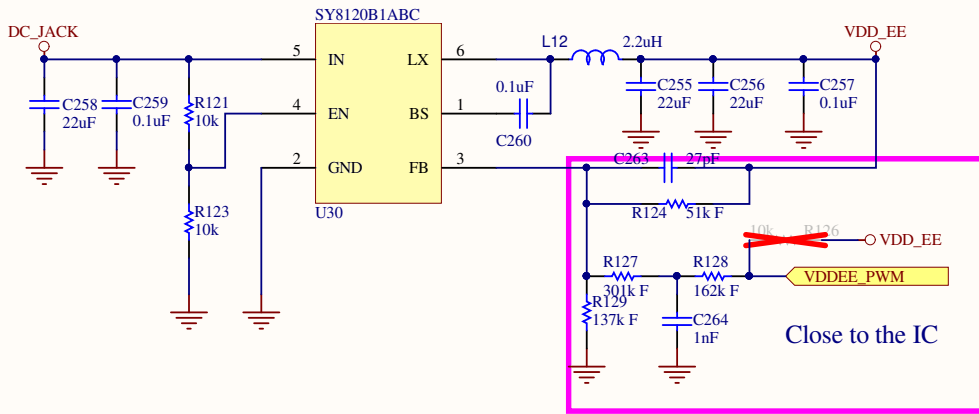 SY8120B1ABC
DC_JACK
VDD_EE
5 IN LX 6
L12 2.2uH
C258
22uF
C259
0.1uF
R121
10k
4 EN BS 1
0.1uF
C260
C255
22uF
C256
22uF
C257
0.1uF
2 GND FB 3
U30
R123
10k
C263 27pF
R124 51k F
10k R126
VDD_EE
R127
301k F
R128
162k F
VDDEE_PWM
R129
137k F
C264
1nF
Close to the IC